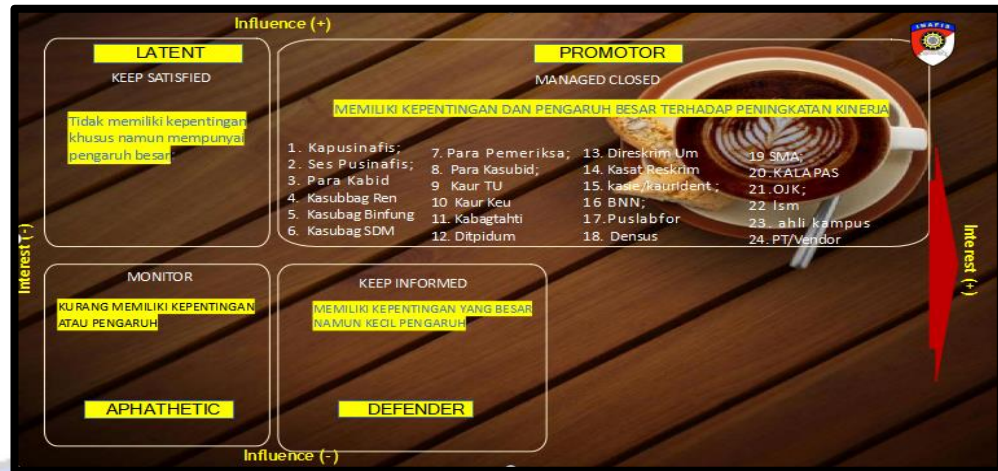 Influence (+)
INAFIS
LATENT
KEEP SATISFIED
Tidak memiliki kepentingan
khusus namun mempunyai
pengaruh besar
PROMOTOR
MANAGED CLOSED
MEMILIKI KEPENTINGAN DAN PENGARUH BESAR TERHADAP PENINGKATAN KINERJA
1. Kapusinafis;
2. Ses Pusinafis;
3. Para Kabid
4. Kasubbag Ren
5. Kasubag Binfung
6. Kasubag SDM
7. Para Pemeriksa;
8. Para Kasubid;
9 Kaur TU
10 Kaur Keu
11. Kabagtahti
12. Ditpidum
13. Direskrim Um
14. Kasat Reskrim
15. kasie/kaurIdent;
16 BNN;
17.Puslabfor
18. Densus
19 SMA;
20.KALAPAS
21.OJK;
22 lsm
23. ahli kampus
24. PT/Vendor
Interest (-)
Interest (+)
MONITOR
KURANG MEMILIKI KEPENTINGAN
ATAU PENGARUH
APHATHETIC
KEEP INFORMED
MEMILIKI KEPENTINGAN YANG BESAR
NAMUN KECIL PENGARUH
DEFENDER
Influence (-)